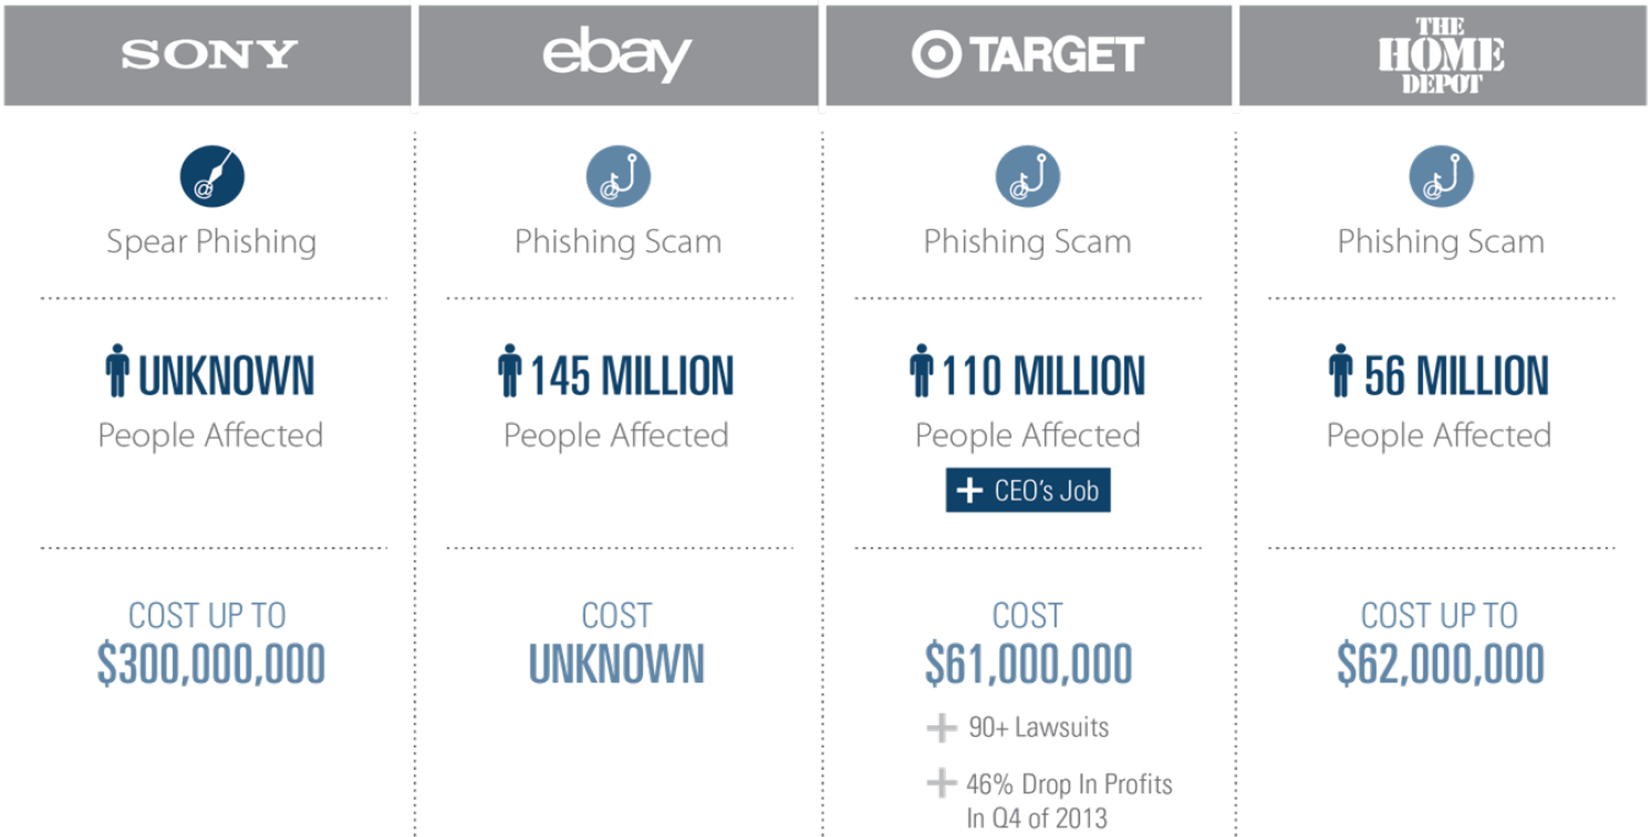 SONY
ebay
TARGET
THE
HOME
DEPOT
@
Spear Phishing
@
Phishing Scam
@
Phishing Scam
@
Phishing Scam
UNKNOWN
People Affected
145 MILLION
People Affected
110 MILLION
People Affected
+ CEO's Job
56 MILLION
People Affected
COST UP TO
$300,000,000
COST
UNKNOWN
COST
$61,000,000
+ 90+ Lawsuits
+ 46% Drop In Profits
In Q4 of 2013
COST UP TO
$62,000,000